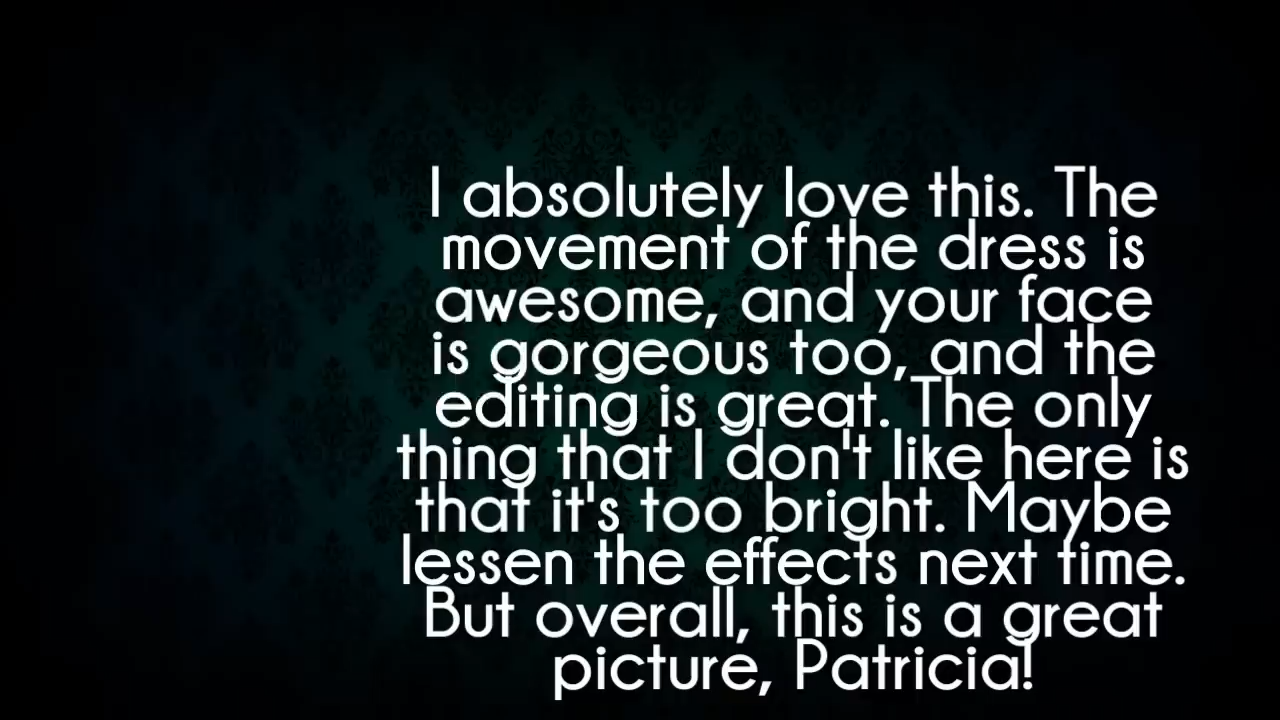 I absolutely love this. The
movement of the dress is
awesome, and your face
is gorgeous too, and the
editing is great. The only
thing that I don't like here is
that it's too bright. Maybe
lessen the effects next time.
But overall, this is a great
picture, Patricia!